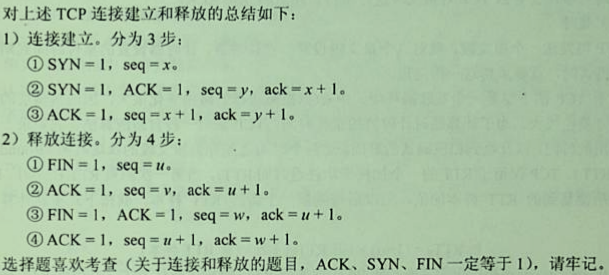 对上述 TCP 连接建立和释放的总结如下：
1）连接建立。分为 3 步：
① SYN = 1，seq = x。
② SYN = 1，ACK = 1，seq = y，ack = x + 1。
③ ACK = 1，seq = x + 1，ack = y + 1。
2）释放连接。分为 4 步：
① FIN = 1，seq = u。
② ACK = 1，seq = v，ack = u + 1。
③ FIN = 1，ACK = 1，seq = w，ack = u + 1。
④ ACK = 1，seq = u + 1，ack = w + 1。
选择题喜欢考查（关于连接和释放的题目，ACK、SYN、FIN 一定等于 1），请牢记。